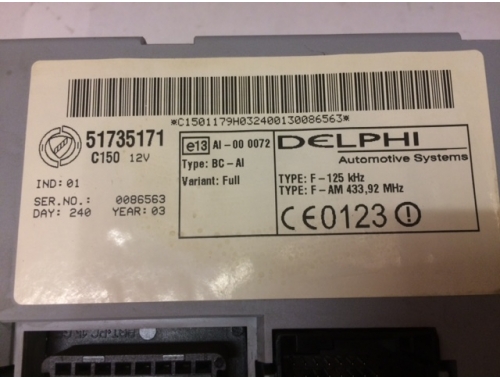 *C1501179H032400130086563*
51735171
C150 12V
IND: 01
SER.NO.: 0086563
DAY: 240 YEAR: 03
e13 AI-00 0072
Type: BC-AI
Variant: Full
DELPHI
Automotive Systems
TYPE: F-125 kHz
TYPE: F-AM 433,92 MHz
CE0123